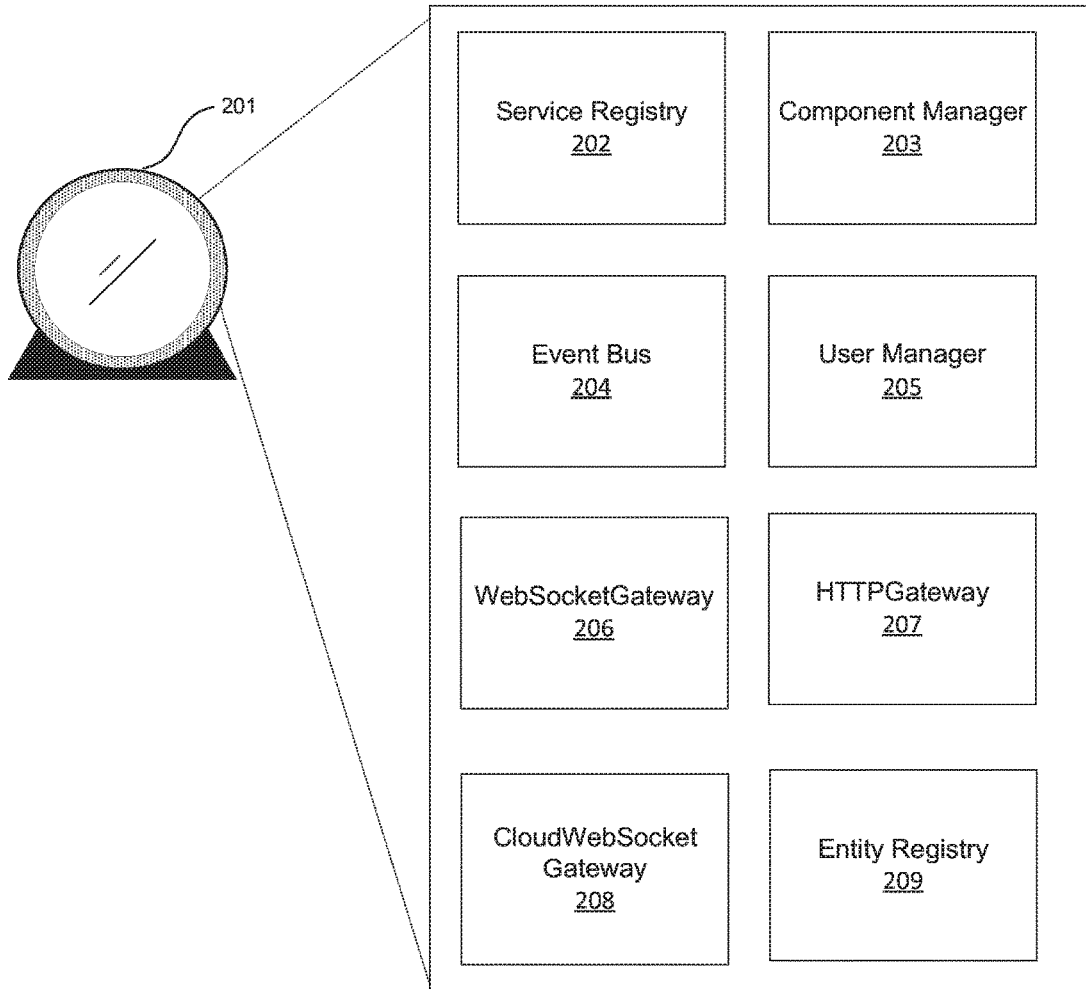 201
Service Registry
202
Component Manager
203
Event Bus
204
User Manager
205
WebSocketGateway
206
HTTPGateway
207
CloudWebSocket
Gateway
208
Entity Registry
209